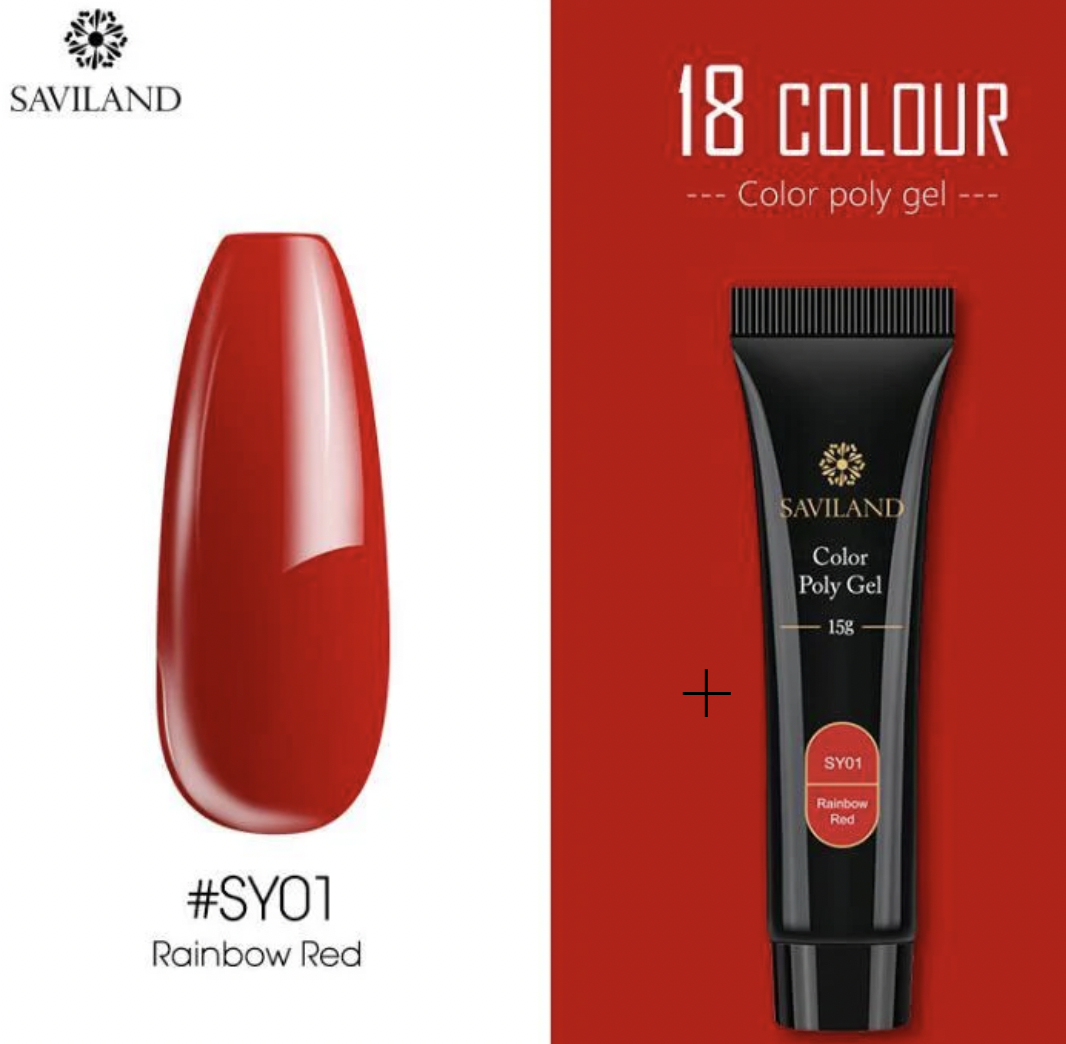 SAVILAND
#SY01
Rainbow Red
18 COLOUR
--- Color poly gel ---
SAVILAND
Color
Poly Gel
15g
SY01
Rainbow
Red